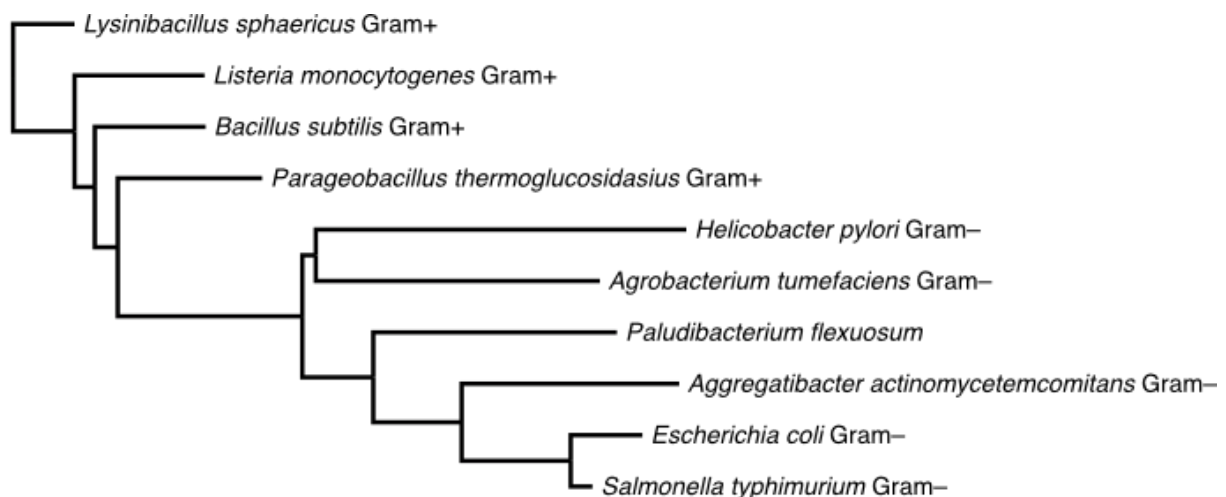 Lysinibacillus sphaericus Gram+
Listeria monocytogenes Gram+
Bacillus subtilis Gram+
Parageobacillus thermoglucosidasius Gram+
Helicobacter pylori Gram–
Agrobacterium tumefaciens Gram–
Paludibacterium flexuosum
Aggregatibacter actinomycetemcomitans Gram–
Escherichia coli Gram–
Salmonella typhimurium Gram–